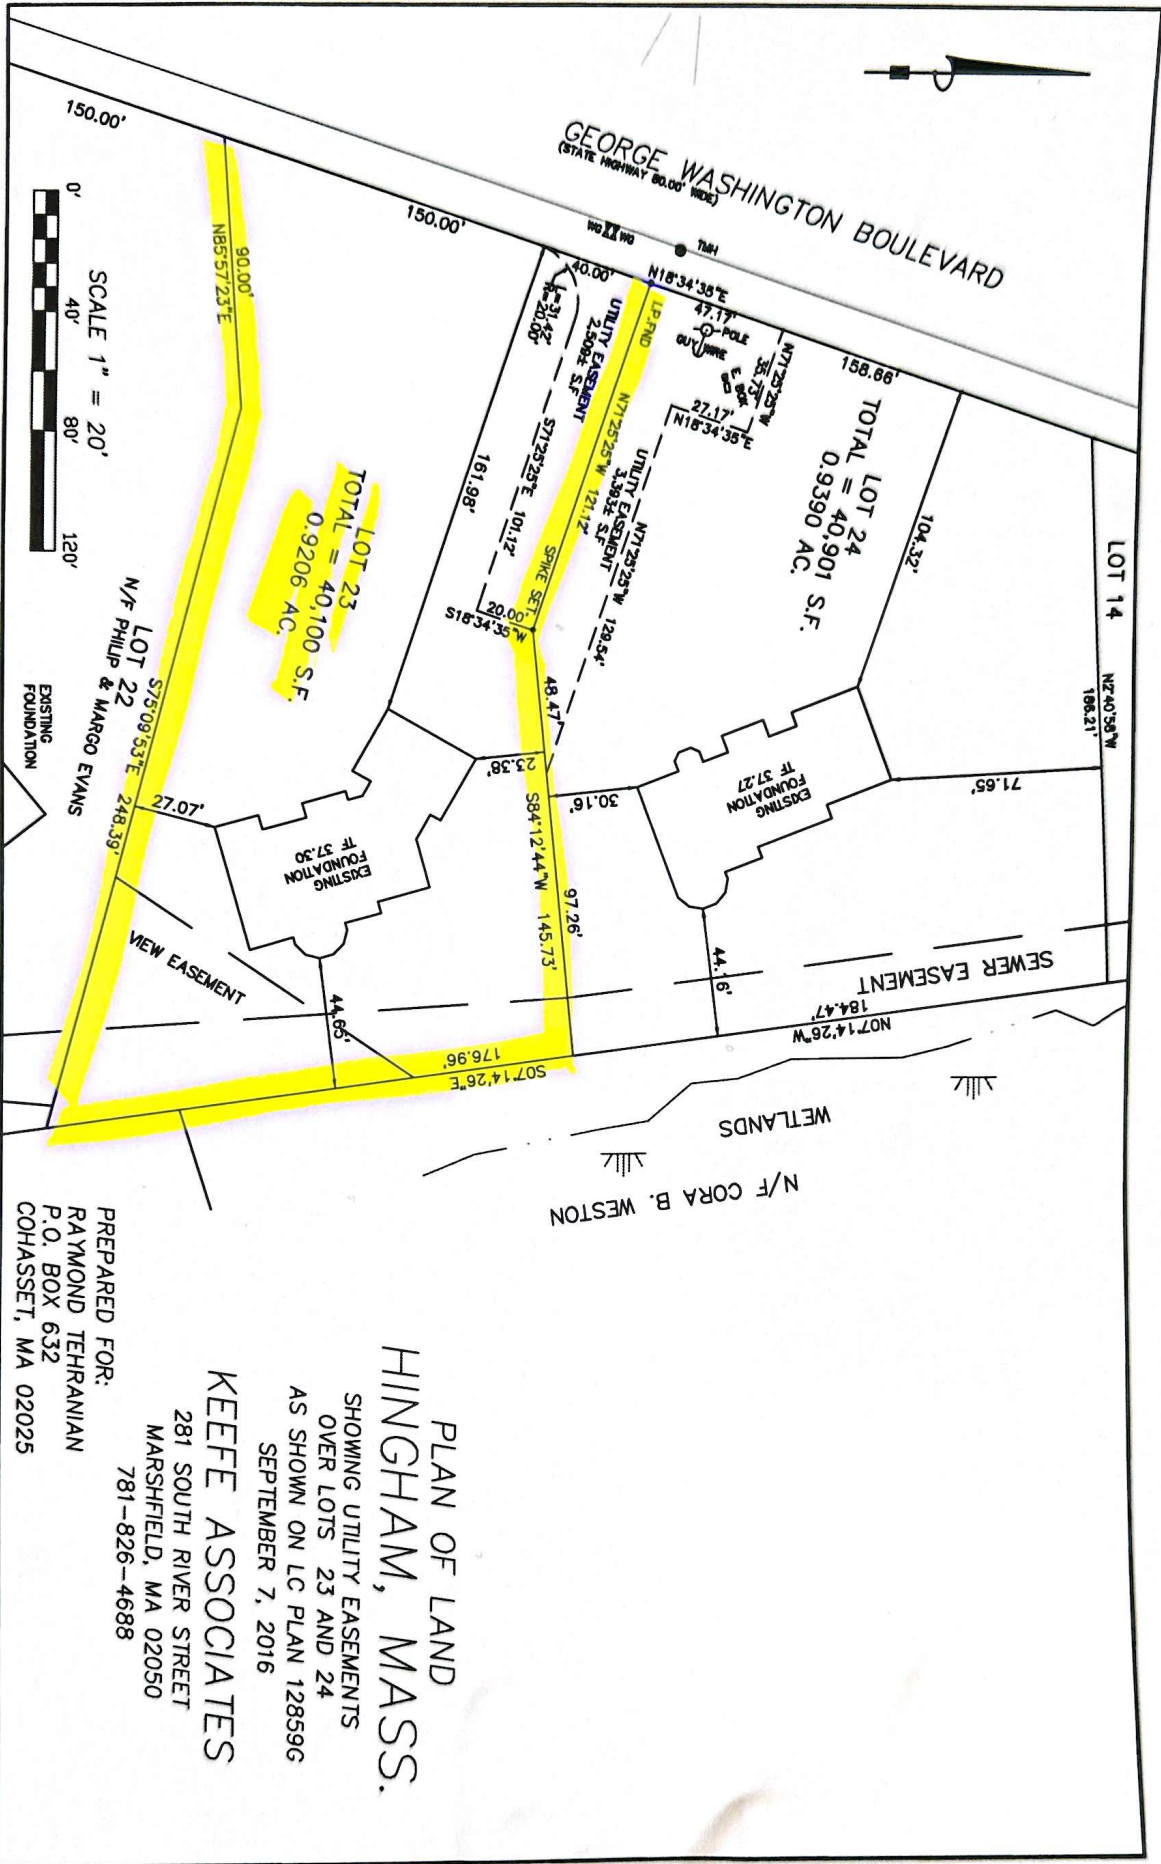 GEORGE WASHINGTON BOULEVARD
(STATE HIGHWAY 80.00' WIDE)
150.00'
150.00'
158.66'
WG WG
TMH
40.00'
N18°34'35"E
47.17'
I.P.FND
POLE
GUY WIRE
E. BOX
N71°25'25"W
35.73'
27.17'
N18°34'35"E
LOT 14
N2°40'58"W
186.21'
LOT 24
TOTAL = 40,901 S.F.
0.9390 AC.
104.32'
71.65'
UTILITY EASEMENT
3,393± S.F.
N71°25'25"W 129.54'
N71°25'25"W 121.12'
UTILITY EASEMENT
2,509± S.F.
L=31.42'
R=20.00'
S71°25'25"E 101.12'
SPIKE SET
20.00'
S18°34'35"W
161.98'
90.00'
N85°57'23"E
LOT 23
TOTAL = 40,100 S.F.
0.9206 AC.
48.47'
23.38'
30.16'
S84°12'44"W 145.73'
97.26'
EXISTING
FOUNDATION
TF 37.27
EXISTING
FOUNDATION
TF 37.30
27.07'
S75°09'53"E 248.39'
LOT 22
N/F PHILIP & MARGO EVANS
EXISTING
FOUNDATION
VIEW EASEMENT
44.65'
44.16'
SEWER EASEMENT
N07°14'26"W
184.47'
S07°14'26"E
176.96'
WETLANDS
N/F CORA B. WESTON
0' 40' 80' 120'
SCALE 1" = 20'
PLAN OF LAND
HINGHAM, MASS.
SHOWING UTILITY EASEMENTS
OVER LOTS 23 AND 24
AS SHOWN ON LC PLAN 12859G
SEPTEMBER 7, 2016
KEEFE ASSOCIATES
281 SOUTH RIVER STREET
MARSHFIELD, MA 02050
781-826-4688
PREPARED FOR:
RAYMOND TEHRANIAN
P.O. BOX 632
COHASSET, MA 02025